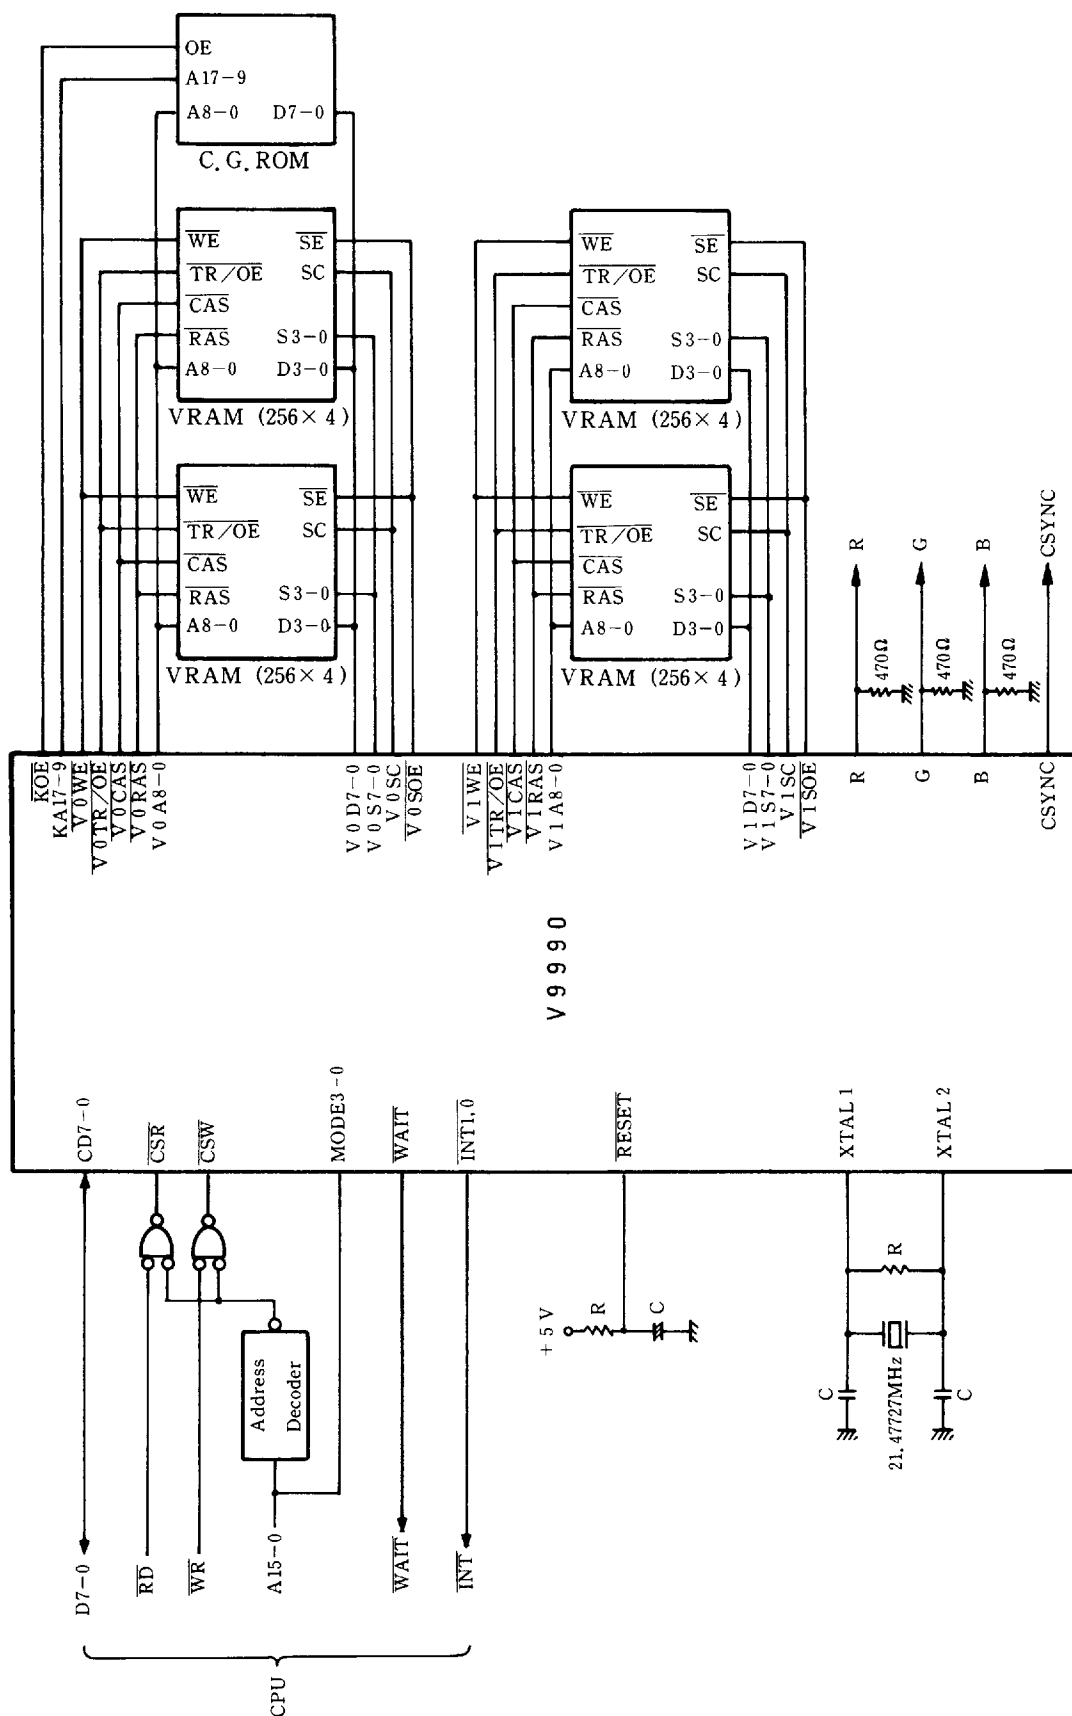 OE
A17-9
A8-0 D7-0
C.G.ROM
WE SE
TR/OE SC
CAS
RAS S3-0
A8-0 D3-0
VRAM (256×4)
WE SE
TR/OE SC
CAS
RAS S3-0
A8-0 D3-0
VRAM (256×4)
WE SE
TR/OE SC
CAS
RAS S3-0
A8-0 D3-0
VRAM (256×4)
WE SE
TR/OE SC
CAS
RAS S3-0
A8-0 D3-0
VRAM (256×4)
R
G
B
CSYNC
470Ω
470Ω
470Ω
KOE
KA17-9
V0WE
V0TR/OE
V0CAS
V0RAS
V0A8-0
V0D7-0
V0S7-0
V0SC
V0SOE
V1WE
V1TR/OE
V1CAS
V1RAS
V1A8-0
V1D7-0
V1S7-0
V1SC
V1SOE
R
G
B
CSYNC
V9990
CD7-0
CSR
CSW
MODE3-0
WAIT
INT1,0
RESET
XTAL1
XTAL2
Address
Decoder
+5V
R
C
R
C
C
21.47727MHz
D7-0
RD
WR
A15-0
WAIT
INT
CPU